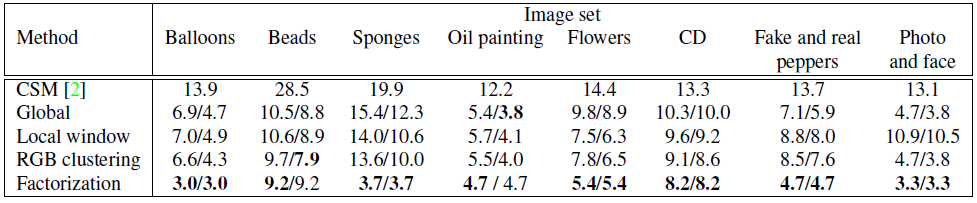 Image set
Method Balloons Beads Sponges Oil painting Flowers CD Fake and real Photo
peppers and face
CSM [2] 13.9 28.5 19.9 12.2 14.4 13.3 13.7 13.1
Global 6.9/4.7 10.5/8.8 15.4/12.3 5.4/3.8 9.8/8.9 10.3/10.0 7.1/5.9 4.7/3.8
Local window 7.0/4.9 10.6/8.9 14.0/10.6 5.7/4.1 7.5/6.3 9.6/9.2 8.8/8.0 10.9/10.5
RGB clustering 6.6/4.3 9.7/7.9 13.6/10.0 5.5/4.0 7.8/6.5 9.1/8.6 8.5/7.6 4.7/3.8
Factorization 3.0/3.0 9.2/9.2 3.7/3.7 4.7 / 4.7 5.4/5.4 8.2/8.2 4.7/4.7 3.3/3.3